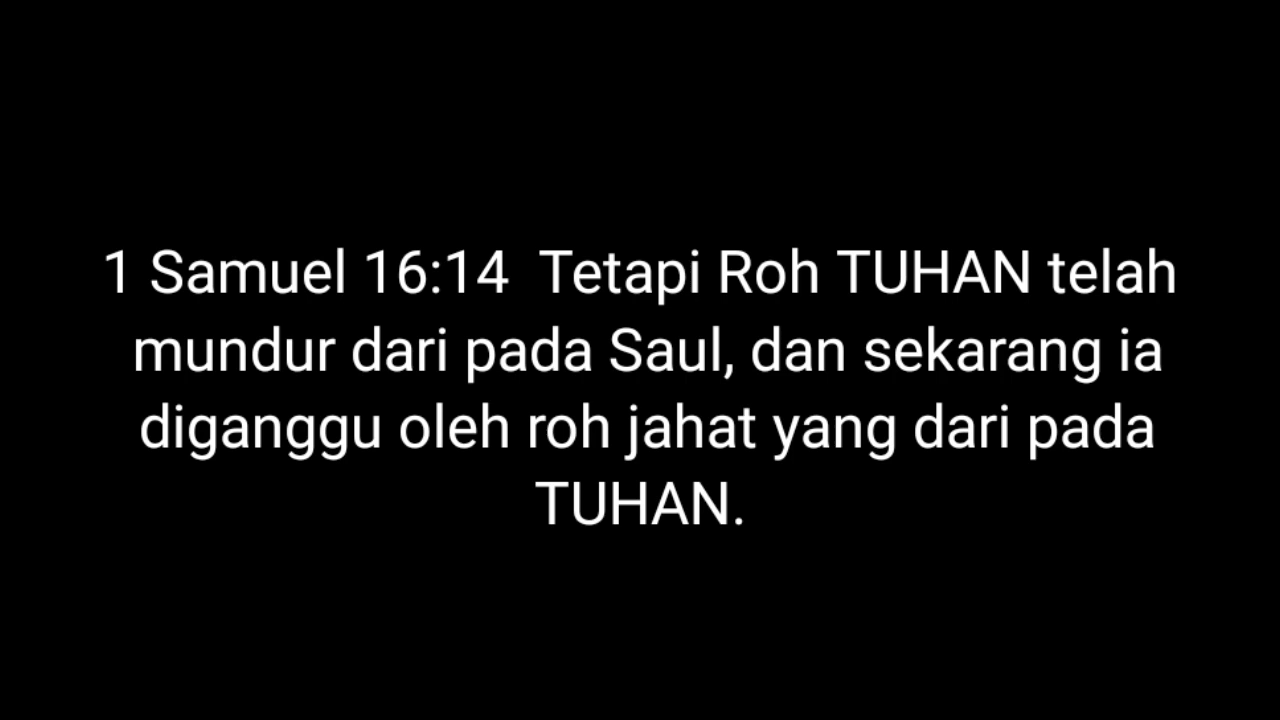 1 Samuel 16:14  Tetapi Roh TUHAN telah
mundur dari pada Saul, dan sekarang ia
diganggu oleh roh jahat yang dari pada
TUHAN.